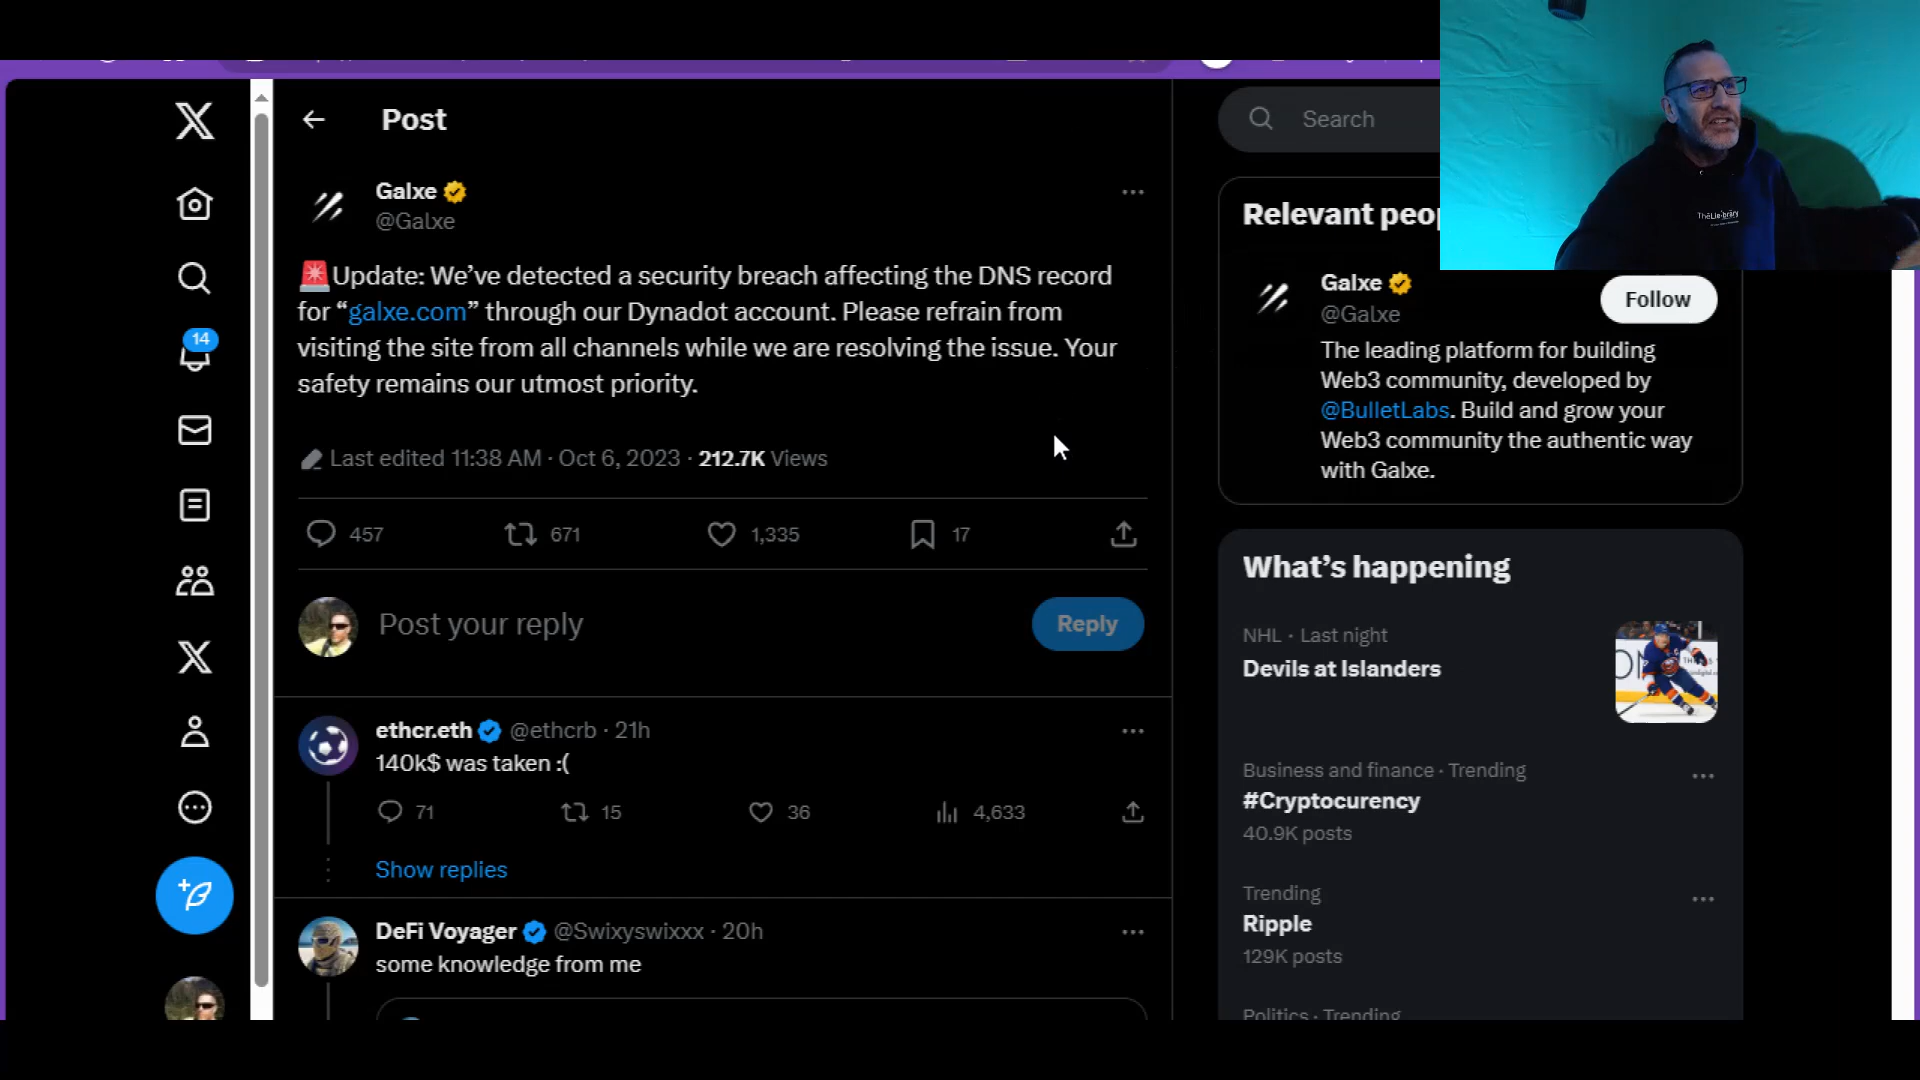 Post
Galxe
@Galxe
🚨Update: We’ve detected a security breach affecting the DNS record
for “galxe.com” through our Dynadot account. Please refrain from
visiting the site from all channels while we are resolving the issue. Your
safety remains our utmost priority.
Last edited 11:38 AM · Oct 6, 2023 · 212.7K Views
457 671 1,335 17
Post your reply
Reply
ethcr.eth @ethcrb · 21h
140k$ was taken :(
71 15 36 4,633
Show replies
DeFi Voyager @Swixyswixxx · 20h
some knowledge from me
14
Search
Relevant
Galxe
@Galxe
Follow
The leading platform for building
Web3 community, developed by
@BulletLabs. Build and grow your
Web3 community the authentic way
with Galxe.
What’s happening
NHL · Last night
Devils at Islanders
Business and finance · Trending
#Cryptocurency
40.9K posts
Trending
Ripple
129K posts
Politics · Trending